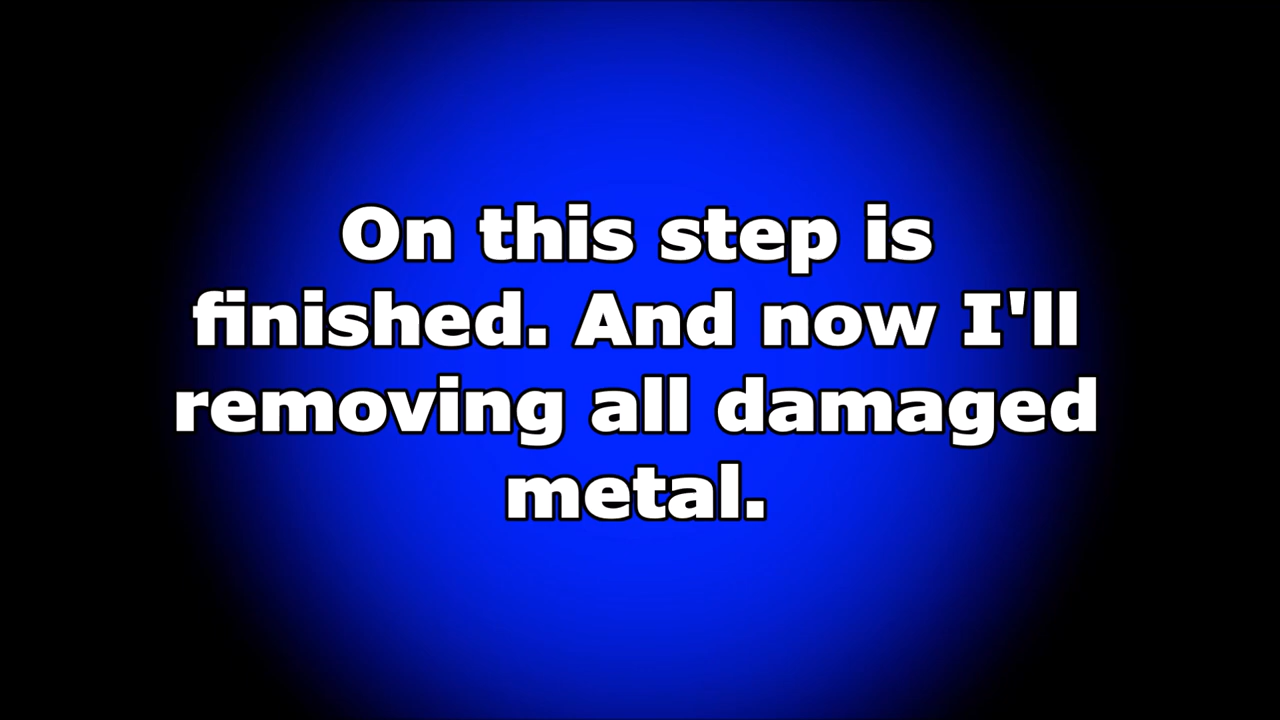 On this step is
finished. And now I'll
removing all damaged
metal.